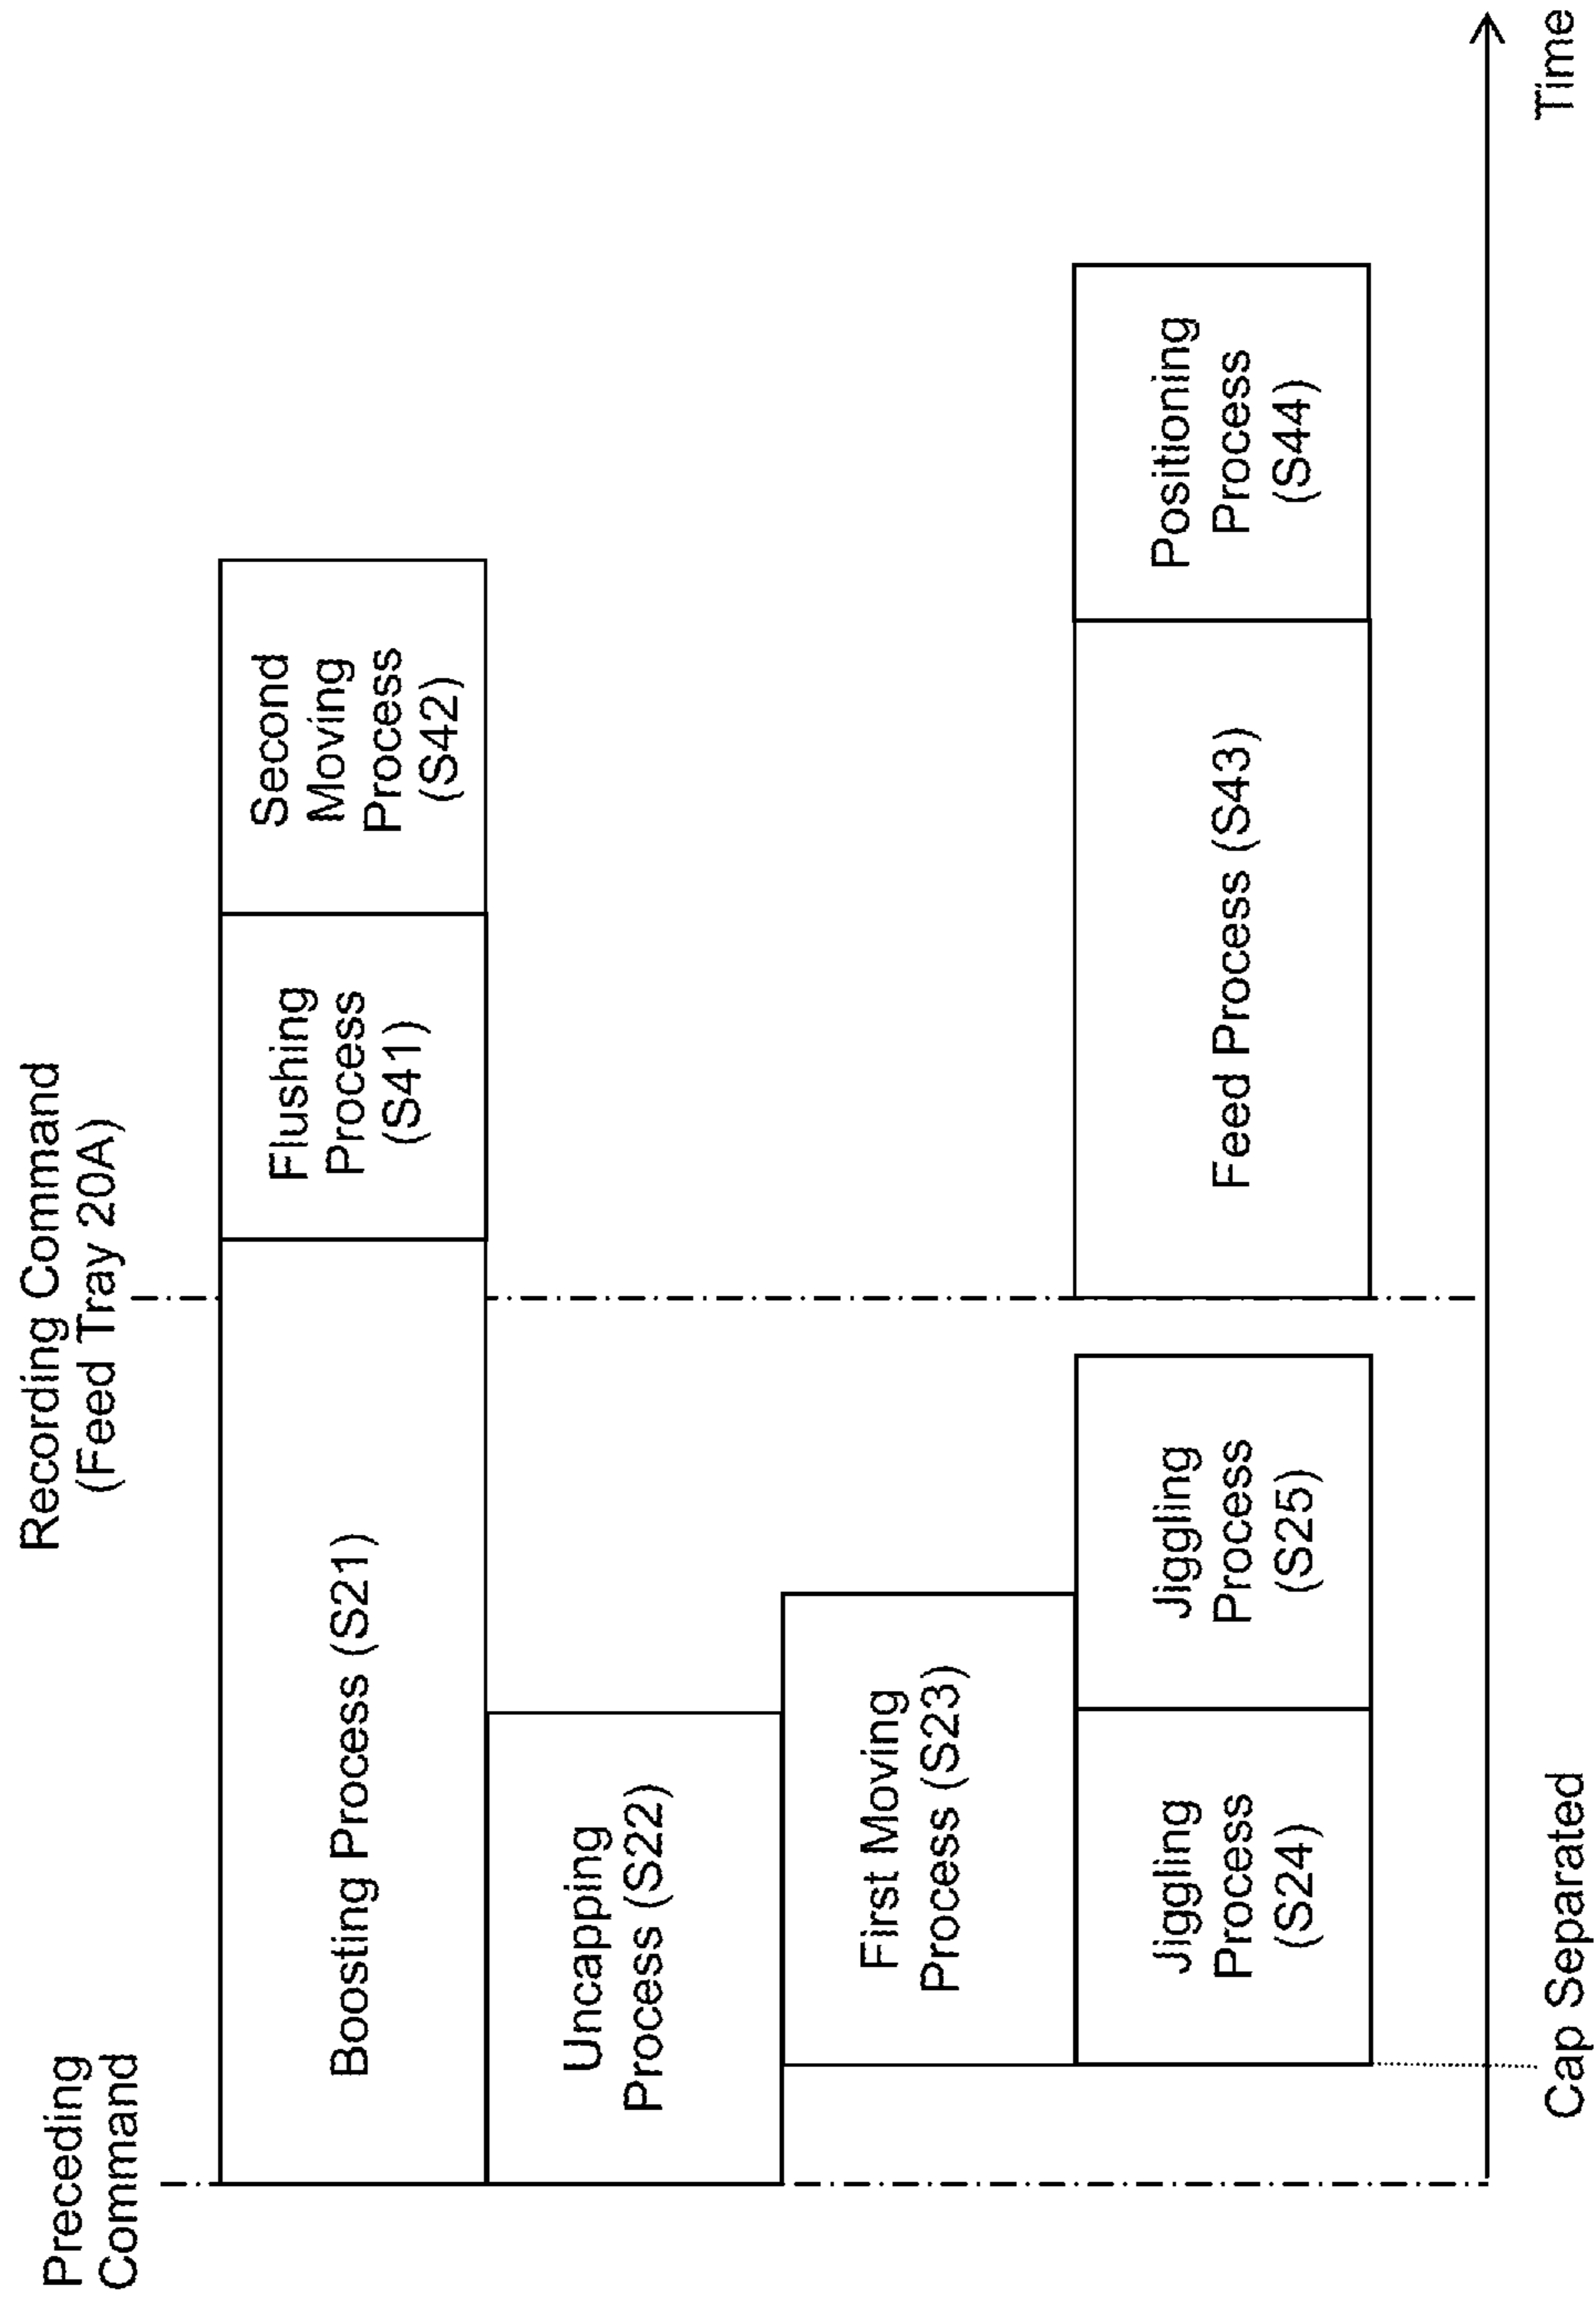 Preceding
Command
Recording Command
(Feed Tray 20A)
Boosting Process (S21)
Flushing
Process
(S41)
Second
Moving
Process
(S42)
Uncapping
Process (S22)
First Moving
Process (S23)
Jiggling
Process
(S24)
Jiggling
Process
(S25)
Feed Process (S43)
Positioning
Process
(S44)
Cap Separated
Time